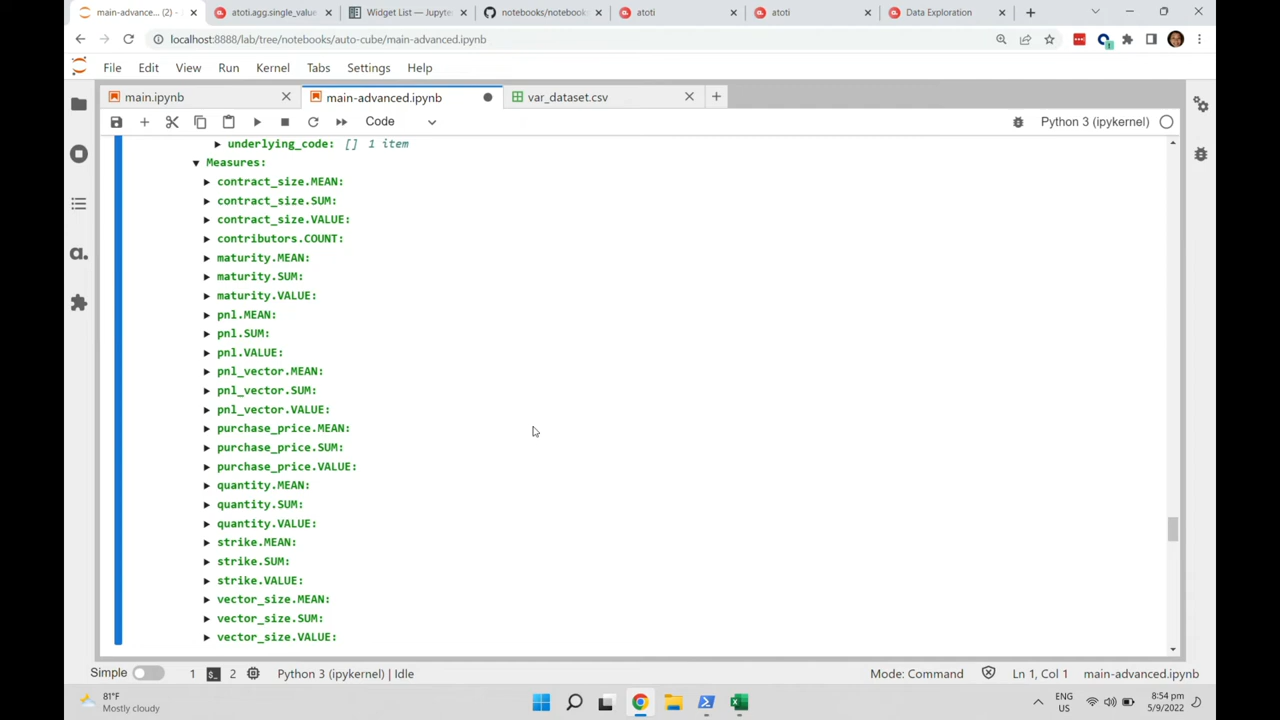 main-advanced... (2) -
atoti.agg.single_value
Widget List — Jupyte
notebooks/notebook
atoti
atoti
Data Exploration
localhost:8888/lab/tree/notebooks/auto-cube/main-advanced.ipynb
File Edit View Run Kernel Tabs Settings Help
main.ipynb
main-advanced.ipynb
var_dataset.csv
Code
Python 3 (ipykernel)
underlying_code: [] 1 item
Measures:
contract_size.MEAN:
contract_size.SUM:
contract_size.VALUE:
contributors.COUNT:
maturity.MEAN:
maturity.SUM:
maturity.VALUE:
pnl.MEAN:
pnl.SUM:
pnl.VALUE:
pnl_vector.MEAN:
pnl_vector.SUM:
pnl_vector.VALUE:
purchase_price.MEAN:
purchase_price.SUM:
purchase_price.VALUE:
quantity.MEAN:
quantity.SUM:
quantity.VALUE:
strike.MEAN:
strike.SUM:
strike.VALUE:
vector_size.MEAN:
vector_size.SUM:
vector_size.VALUE:
a.
Simple 1 2 Python 3 (ipykernel) | Idle Mode: Command Ln 1, Col 1 main-advanced.ipynb
81°F
Mostly cloudy
ENG
US
8:54 pm
5/9/2022